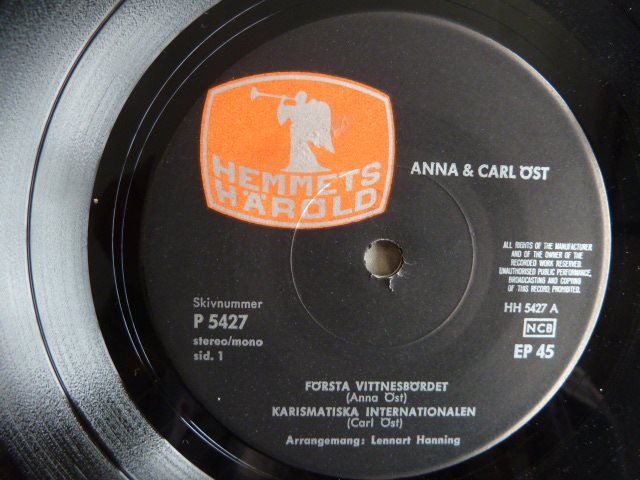 HEMMETS
HÄROLD
ANNA & CARL ÖST
ALL RIGHTS OF THE MANUFACTURER
AND OF THE OWNER OF THE
RECORDED WORK RESERVED.
UNAUTHORISED PUBLIC PERFORMANCE,
BROADCASTING AND COPYING
OF THIS RECORD PROHIBITED.
HH 5427 A
NCB
EP 45
Skivnummer
P 5427
stereo/mono
sid. 1
FÖRSTA VITTNESBÖRDET
(Anna Öst)
KARISMATISKA INTERNATIONALEN
(Carl Öst)
Arrangemang: Lennart Hanning